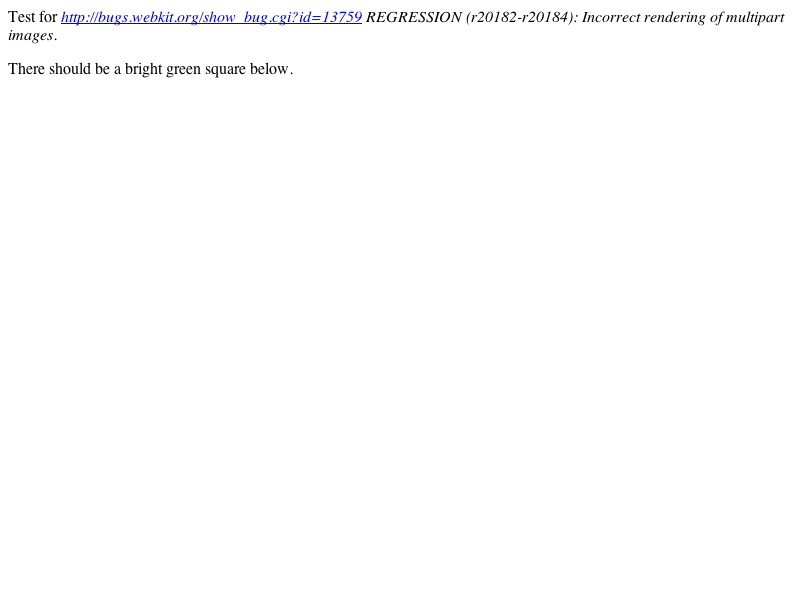 Test for http://bugs.webkit.org/show_bug.cgi?id=13759 REGRESSION (r20182-r20184): Incorrect rendering of multipart
images.
There should be a bright green square below.